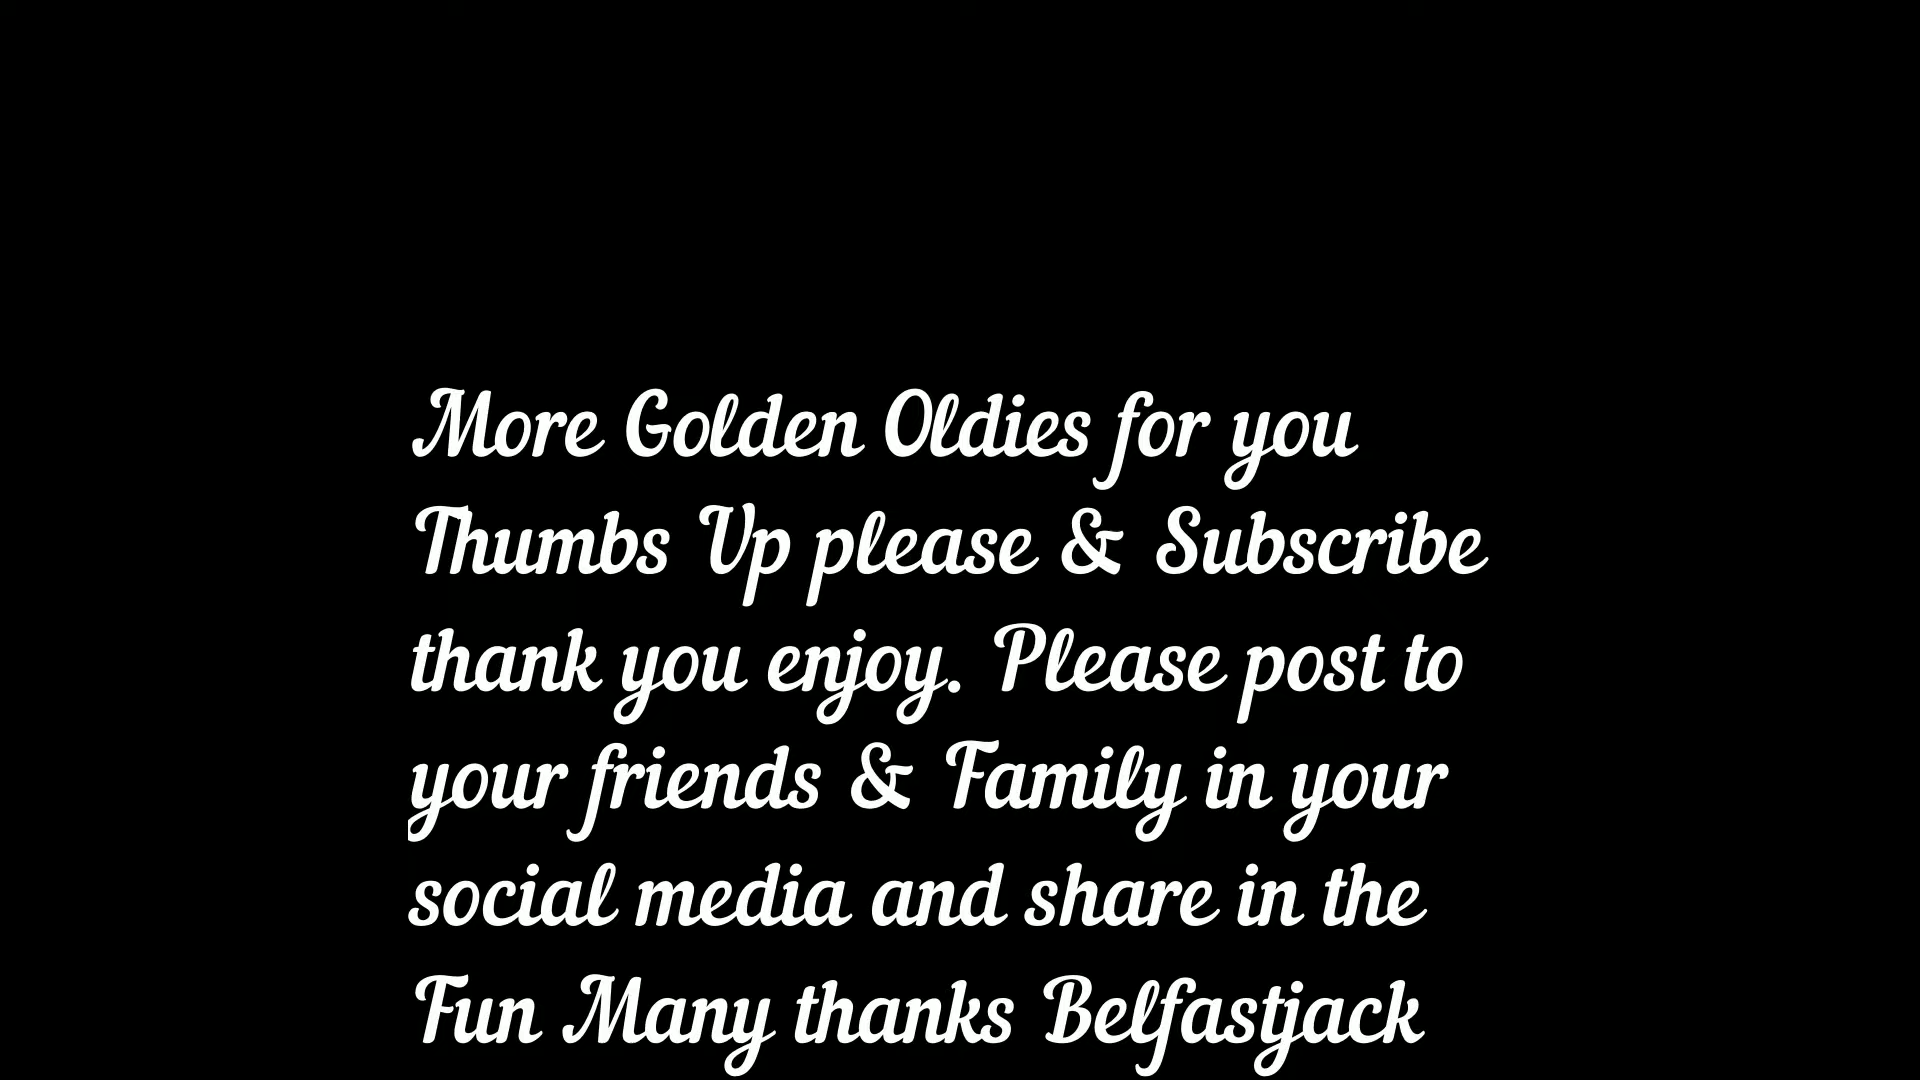 More Golden Oldies for you
Thumbs Up please & Subscribe
thank you enjoy. Please post to
your friends & Family in your
social media and share in the
Fun Many thanks Belfastjack